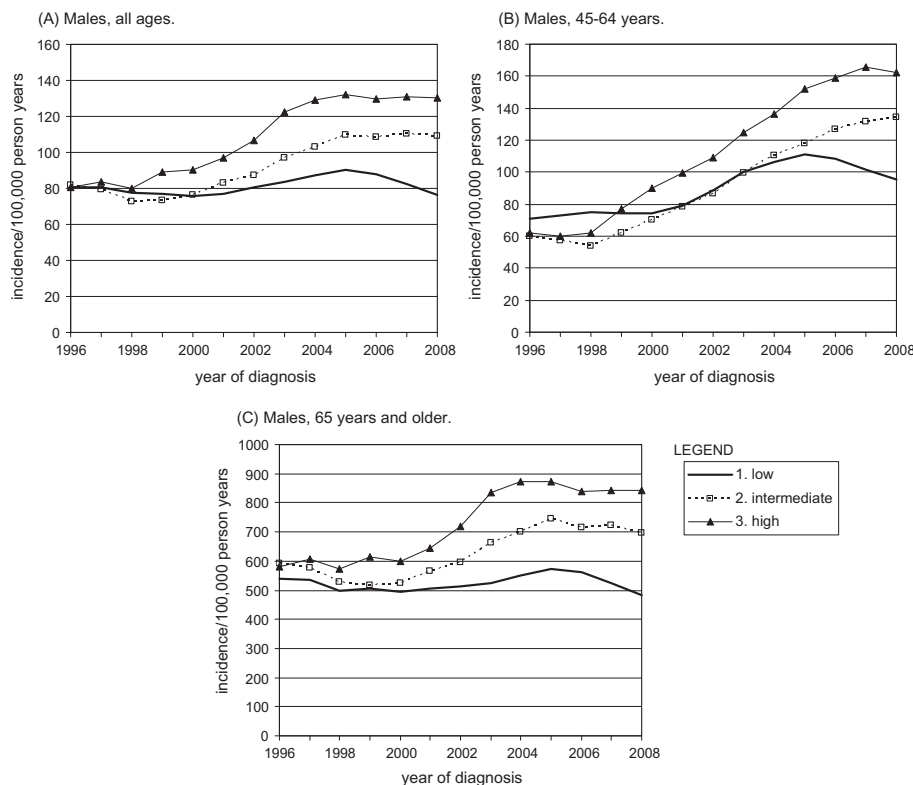 (A) Males, all ages.
160
140
120
100
80
60
40
20
0
incidence/100,000 person years
1996 1998 2000 2002 2004 2006 2008
year of diagnosis
(B) Males, 45-64 years.
180
160
140
120
100
80
60
40
20
0
incidence/100,000 person years
1996 1998 2000 2002 2004 2006 2008
year of diagnosis
(C) Males, 65 years and older.
1000
900
800
700
600
500
400
300
200
100
0
incidence/100,000 person years
1996 1998 2000 2002 2004 2006 2008
year of diagnosis
LEGEND
1. low
2. intermediate
3. high